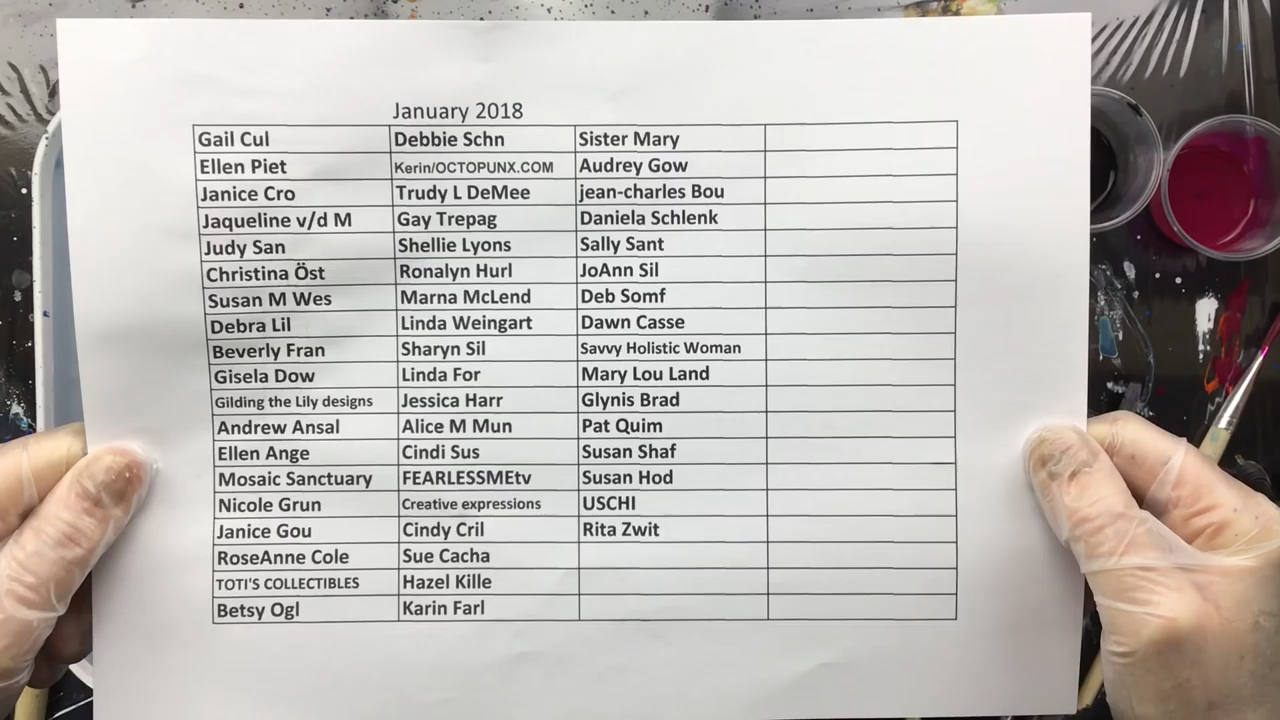 January 2018
Gail Cul Debbie Schn Sister Mary
Ellen Piet Kerin/OCTOPUNX.COM Audrey Gow
Janice Cro Trudy L DeMee jean-charles Bou
Jaqueline v/d M Gay Trepag Daniela Schlenk
Judy San Shellie Lyons Sally Sant
Christina Öst Ronalyn Hurl JoAnn Sil
Susan M Wes Marna McLend Deb Somf
Debra Lil Linda Weingart Dawn Casse
Beverly Fran Sharyn Sil Savvy Holistic Woman
Gisela Dow Linda For Mary Lou Land
Gilding the Lily designs Jessica Harr Glynis Brad
Andrew Ansal Alice M Mun Pat Quim
Ellen Ange Cindi Sus Susan Shaf
Mosaic Sanctuary FEARLESSMEtv Susan Hod
Nicole Grun Creative expressions USCHI
Janice Gou Cindy Cril Rita Zwit
RoseAnne Cole Sue Cacha
TOTI'S COLLECTIBLES Hazel Kille
Betsy Ogl Karin Farl